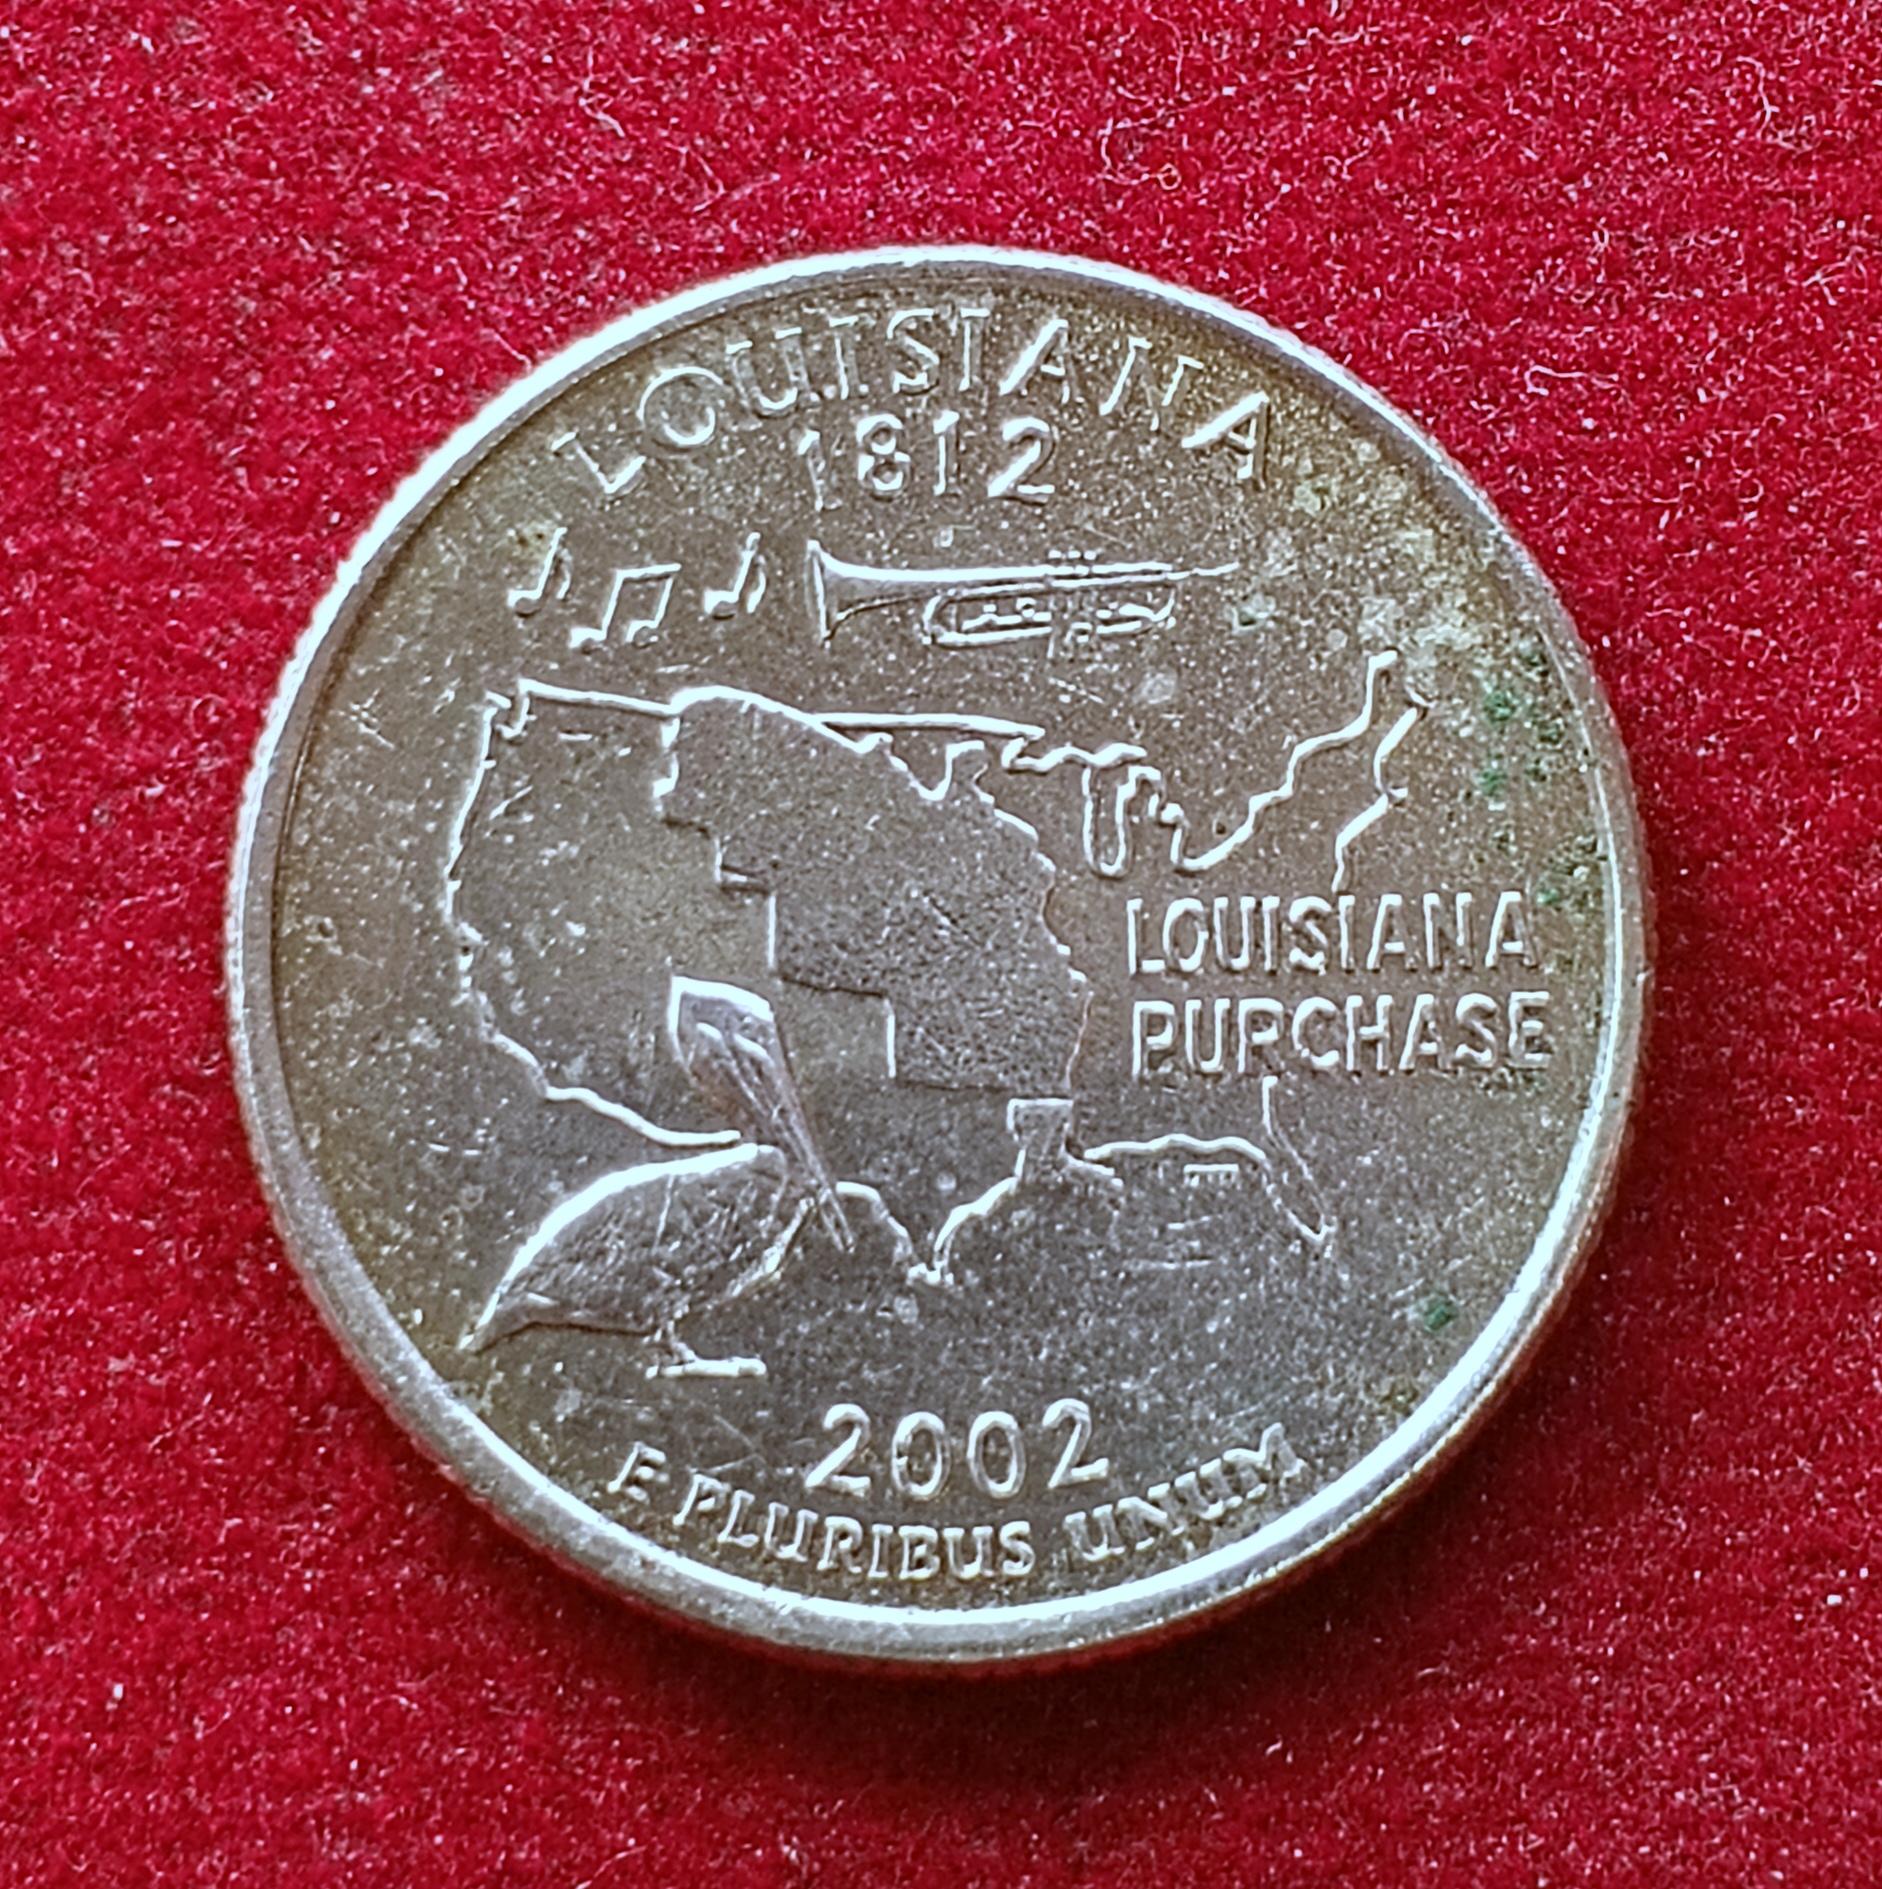 LOUISIANA
1812
LOUISIANA
PURCHASE
2002
E PLURIBUS UNUM